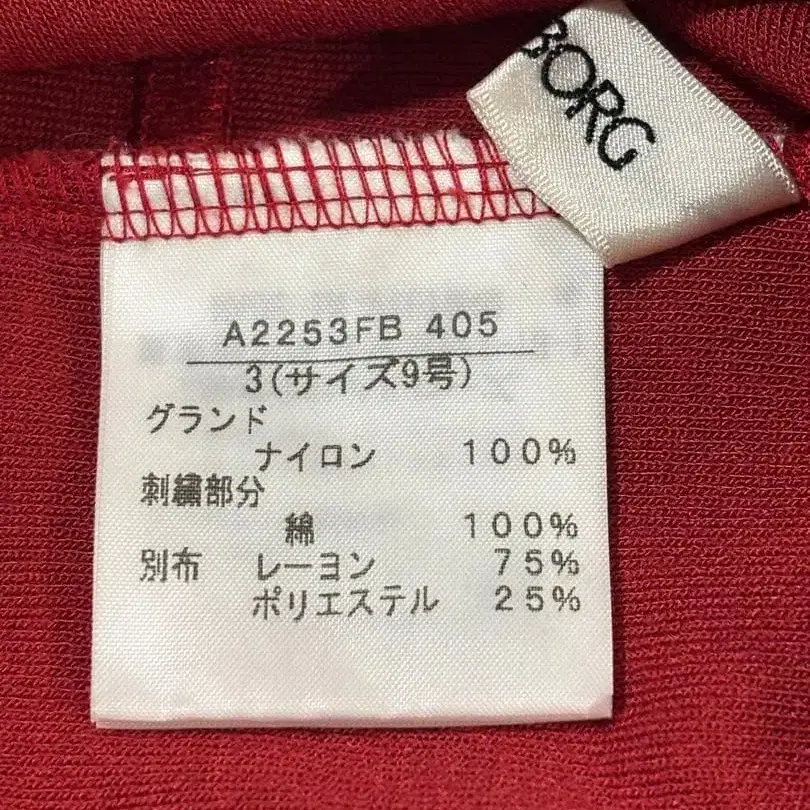 BORG
A2253FB 405
3(サイズ9号)
グランド
ナイロン 100%
刺繍部分
綿 100%
別布 レーヨン 75%
ポリエステル 25%